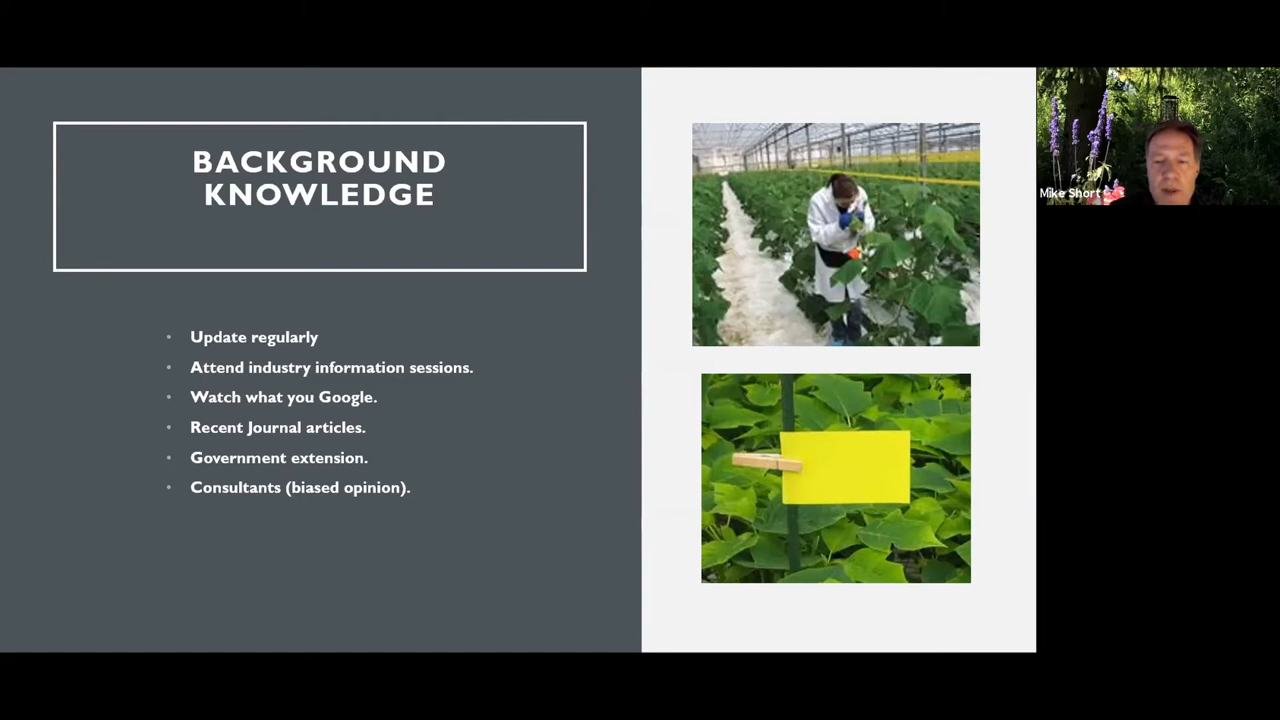 BACKGROUND
KNOWLEDGE
Update regularly
Attend industry information sessions.
Watch what you Google.
Recent Journal articles.
Government extension.
Consultants (biased opinion).
Mike Short